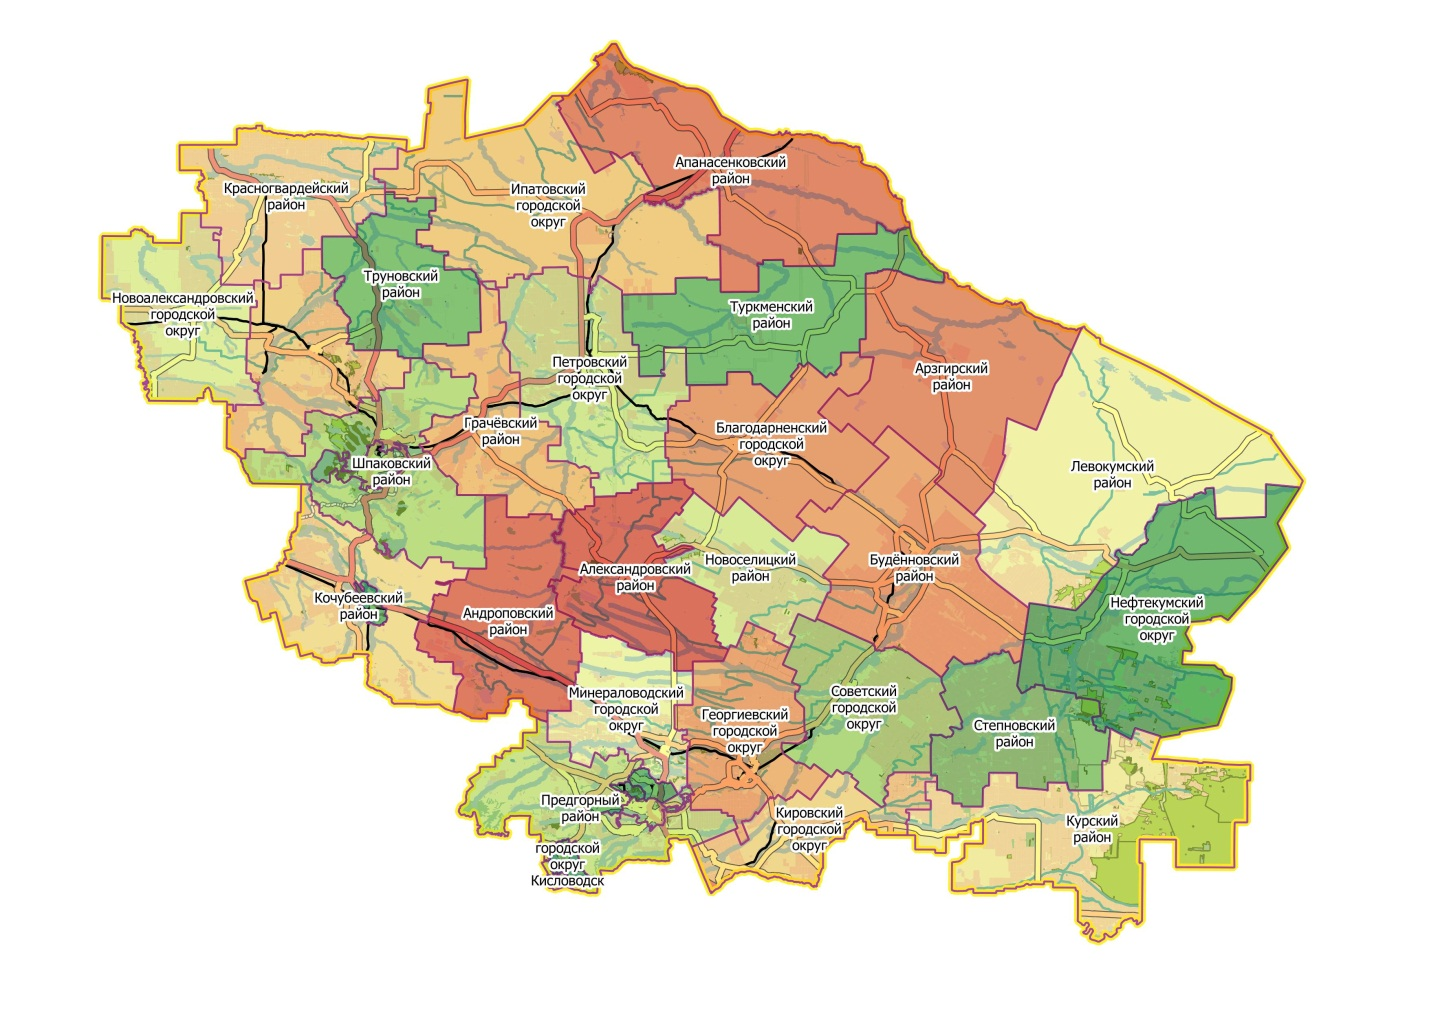 Апанасенковский
район
Красногвардейский
район
Ипатовский
городской
округ
Труновский
район
Новоалександровский
городской
округ
Туркменский
район
Петровский
городской
округ
Арзгирский
район
Грачёвский
район
Благодарненский
городской
округ
Шпаковский
район
Левокумский
район
Александровский
район
Новоселицкий
район
Будённовский
район
Кочубеевский
район
Андроповский
район
Нефтекумский
городской
округ
Минераловодский
городской
округ
Георгиевский
городской
округ
Советский
городской
округ
Степновский
район
Предгорный
район
Кировский
городской
округ
Курский
район
городской
округ
Кисловодск